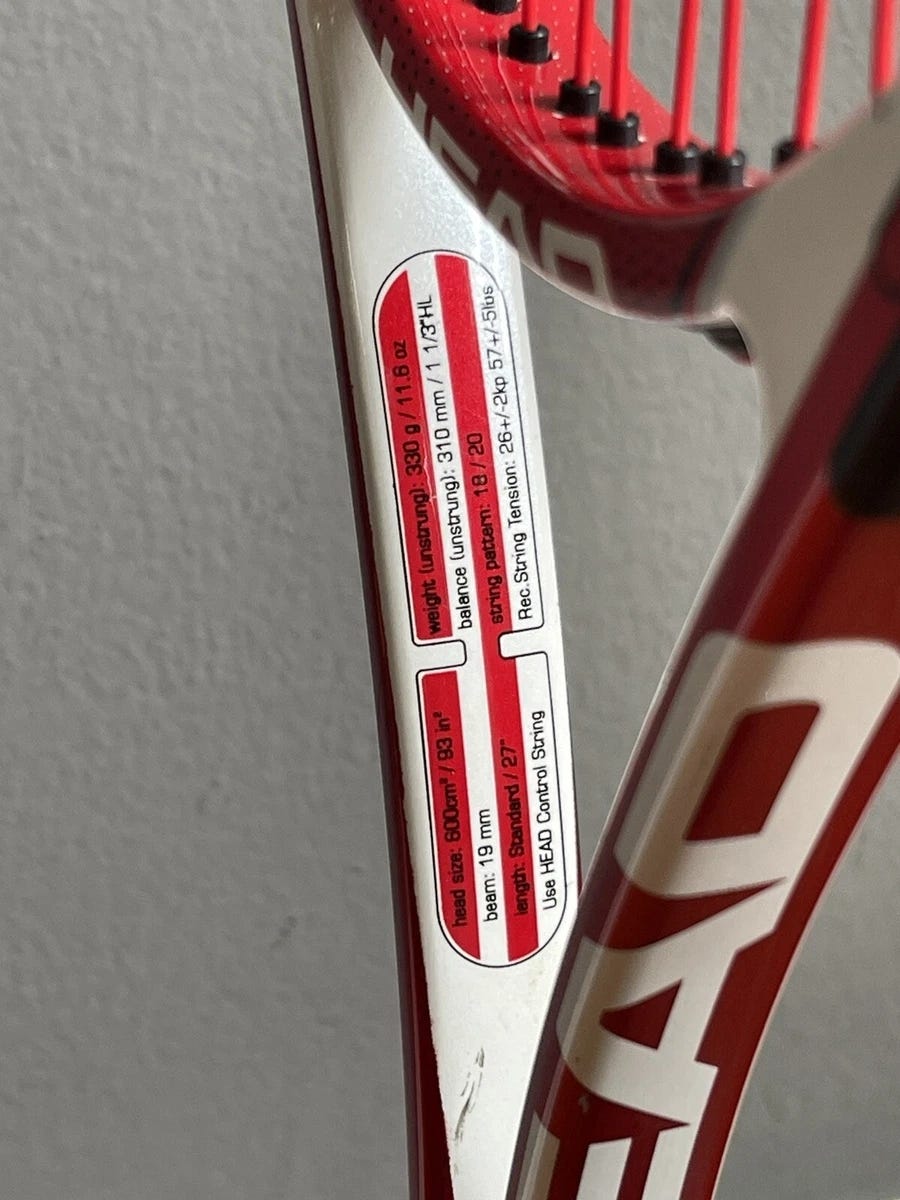 HEAD
head size: 600cm² / 93 in²
weight (unstrung): 330 g / 11.6 oz
beam: 19 mm
balance (unstrung): 310 mm / 1 1/3"HL
length: Standard / 27"
string pattern: 18 / 20
Use HEAD Control String
Rec.String Tension: 26+/-2kp 57+/-5lbs
EAD